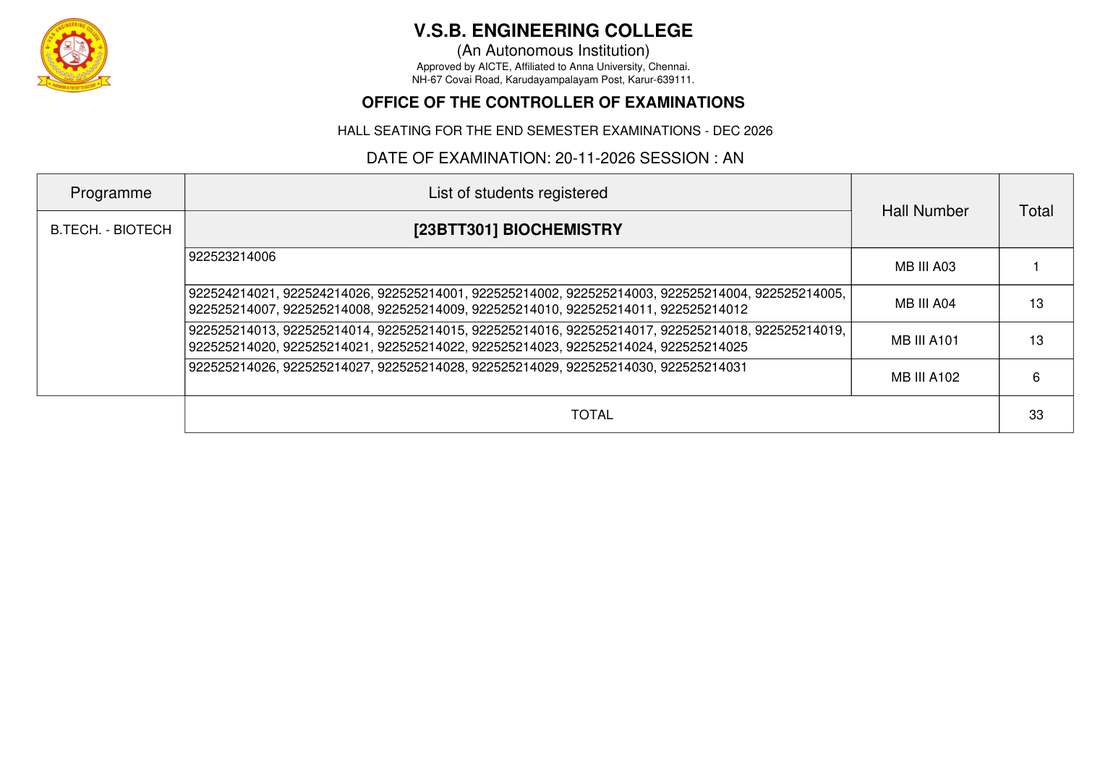 V.S.B. ENGINEERING COLLEGE
(An Autonomous Institution)
Approved by AICTE, Affiliated to Anna University, Chennai.
NH-67 Covai Road, Karudayampalayam Post, Karur-639111.
OFFICE OF THE CONTROLLER OF EXAMINATIONS
HALL SEATING FOR THE END SEMESTER EXAMINATIONS - DEC 2026
DATE OF EXAMINATION: 20-11-2026 SESSION : AN
Programme
List of students registered
Hall Number
Total
B.TECH. - BIOTECH
[23BTT301] BIOCHEMISTRY
922523214006
MB III A03
1
922524214021, 922524214026, 922525214001, 922525214002, 922525214003, 922525214004, 922525214005,
922525214007, 922525214008, 922525214009, 922525214010, 922525214011, 922525214012
MB III A04
13
922525214013, 922525214014, 922525214015, 922525214016, 922525214017, 922525214018, 922525214019,
922525214020, 922525214021, 922525214022, 922525214023, 922525214024, 922525214025
MB III A101
13
922525214026, 922525214027, 922525214028, 922525214029, 922525214030, 922525214031
MB III A102
6
TOTAL
33